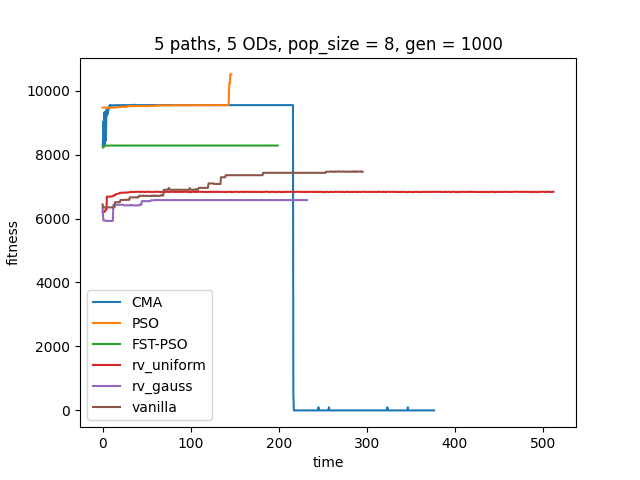 5 paths, 5 ODs, pop_size = 8, gen = 1000
fitness
10000
8000
6000
4000
2000
0
CMA
PSO
FST-PSO
rv_uniform
rv_gauss
vanilla
0 100 200 300 400 500
time